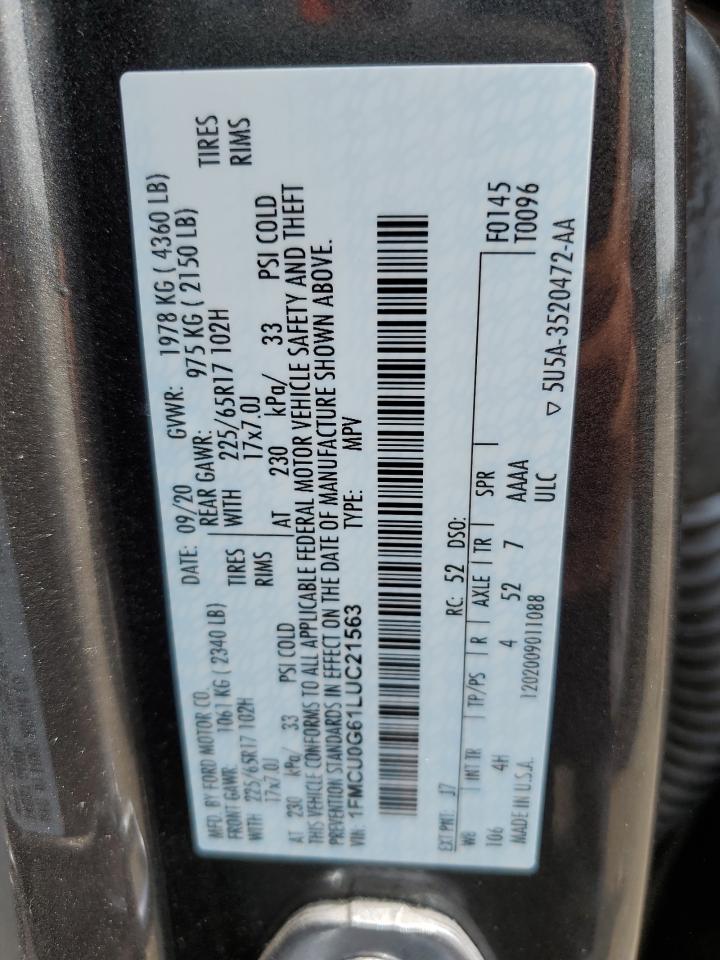 MFD. BY FORD MOTOR CO. DATE: 09/20 GVWR: 1978 KG ( 4360 LB)
FRONT GAWR: 1061 KG ( 2340 LB) REAR GAWR: 975 KG ( 2150 LB)
WITH 225/65R17 102H TIRES WITH 225/65R17 102H TIRES
17x7.0J RIMS 17x7.0J RIMS
AT 230 kPa/ 33 PSI COLD AT 230 kPa/ 33 PSI COLD
THIS VEHICLE CONFORMS TO ALL APPLICABLE FEDERAL MOTOR VEHICLE SAFETY AND THEFT
PREVENTION STANDARDS IN EFFECT ON THE DATE OF MANUFACTURE SHOWN ABOVE.
VIN: 1FMCU0G61LUC21563 TYPE: MPV
EXT PNT: J7 RC: 52 DSO:
WB INT TR TP/PS R AXLE TR SPR F0145
106 4H 4 52 7 AAAA T0096
MADE IN U.S.A. 1202009011088 ULC
▽ 5U5A-3520472-AA